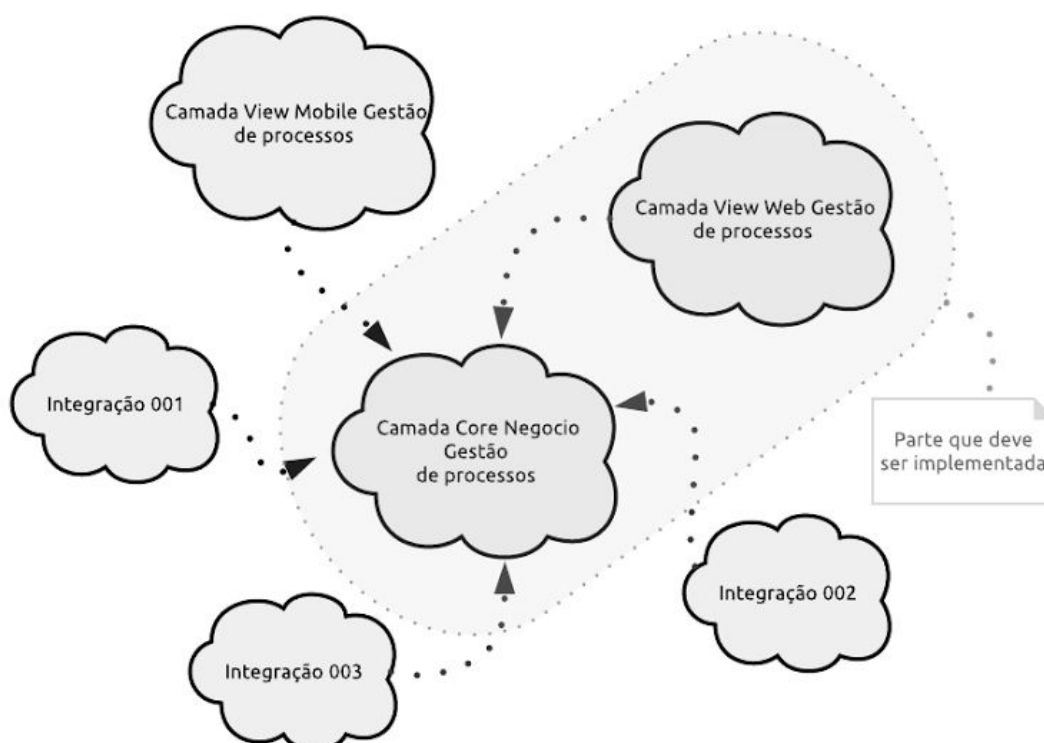 Camada View Mobile Gestão
de processos
Camada View Web Gestão
de processos
Integração 001
Camada Core Negocio
Gestão
de processos
Parte que deve
ser implementada
Integração 002
Integração 003